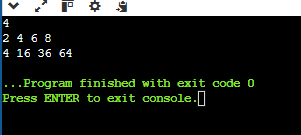 4
2 4 6 8
4 16 36 64
...Program finished with exit code 0
Press ENTER to exit console.